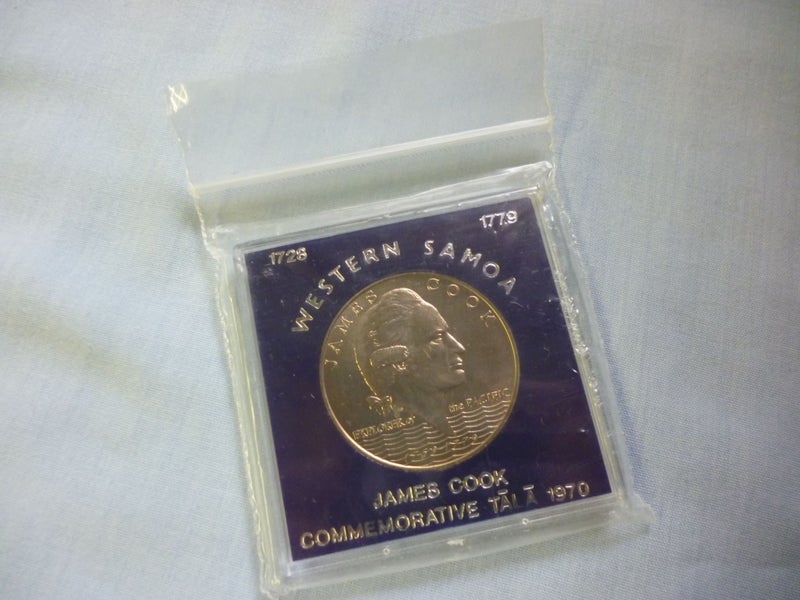 1728
1779
WESTERN SAMOA
JAMES COOK
EXPLORER of the PACIFIC
JAMES COOK
COMMEMORATIVE TĀLĀ 1970